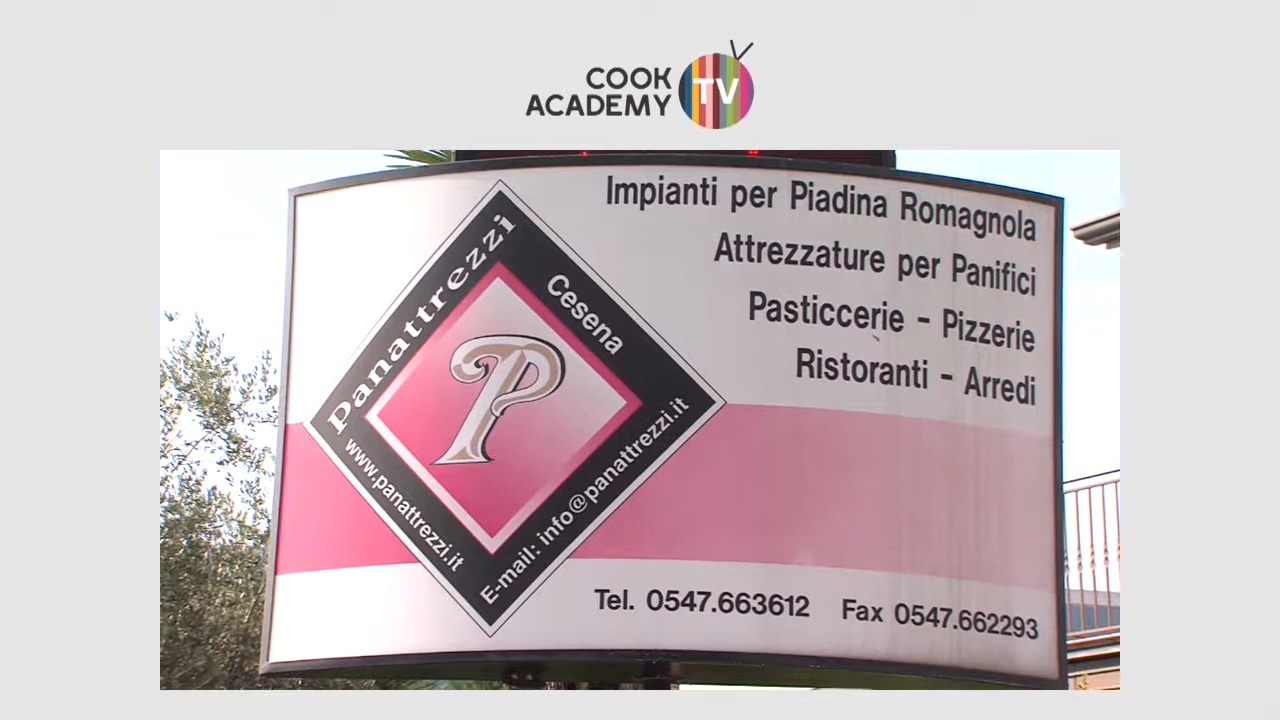 COOK
ACADEMY
TV
Impianti per Piadina Romagnola
Attrezzature per Panifici
Pasticcerie - Pizzerie
Ristoranti - Arredi
Panattrezzi
Cesena
P
www.panattrezzi.it
E-mail: info@panattrezzi.it
Tel. 0547.663612 Fax 0547.662293